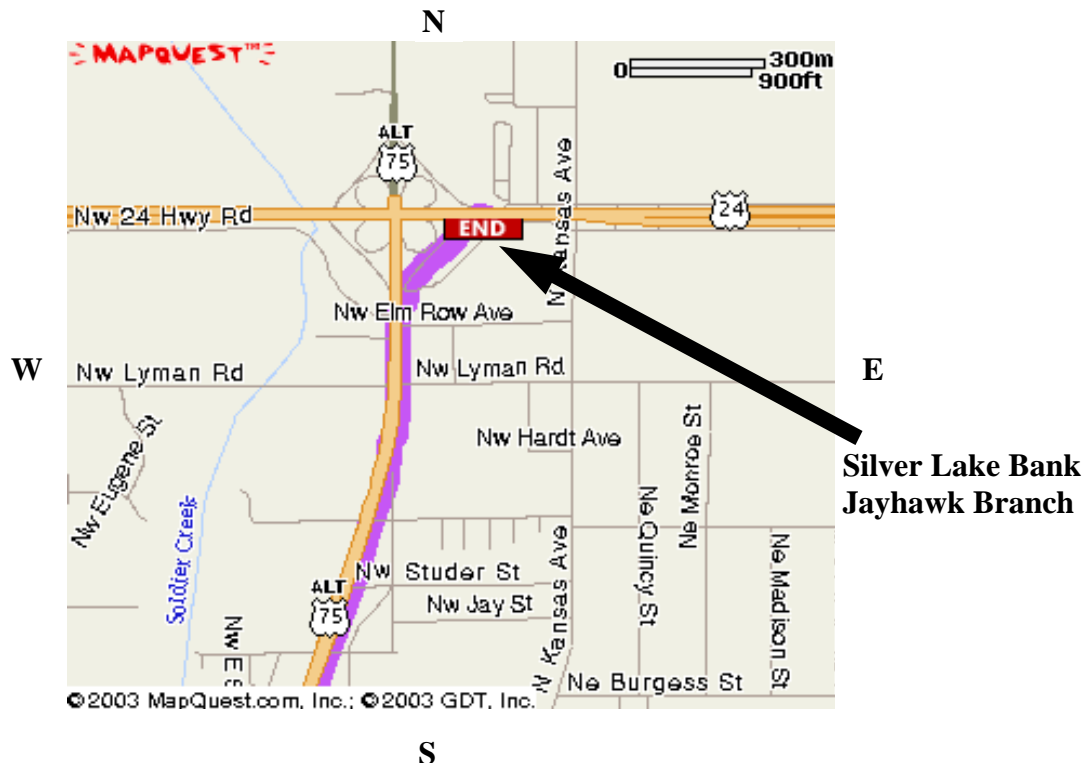 N
MAPQUEST™
0 300m
900ft
ALT
75
Nw 24 Hwy Rd
24
END
N Kansas Ave
Nw Elm Row Ave
W
Nw Lyman Rd
Nw Lyman Rd
E
Nw Hardt Ave
Silver Lake Bank
Jayhawk Branch
Nw Eugene St
Ne Monroe St
Ne Quincy St
Soldier Creek
Nw Studer St
Nw Jay St
ALT
75
N Kansas Ave
Ne Madison St
Nw E S
Ne Burgess St
©2003 MapQuest.com, Inc.; ©2003 GDT, Inc.
S